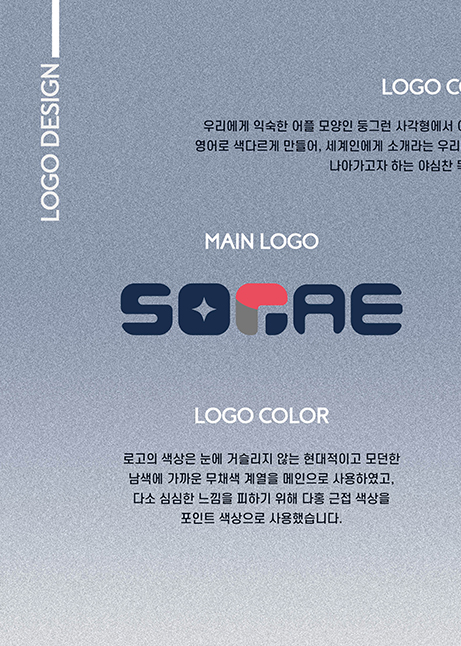 LOGO DESIGN
LOGO
우리에게 익숙한 어플 모양인 둥그런 사각형에서
영어로 색다르게 만들어, 세계인에게 소개라는 우리
나아가고자 하는 야심찬
MAIN LOGO
LOGO COLOR
로고의 색상은 눈에 거슬리지 않는 현대적이고 모던한
남색에 가까운 무채색 계열을 메인으로 사용하였고,
다소 심심한 느낌을 피하기 위해 다홍 근접 색상을
포인트 색상으로 사용했습니다.